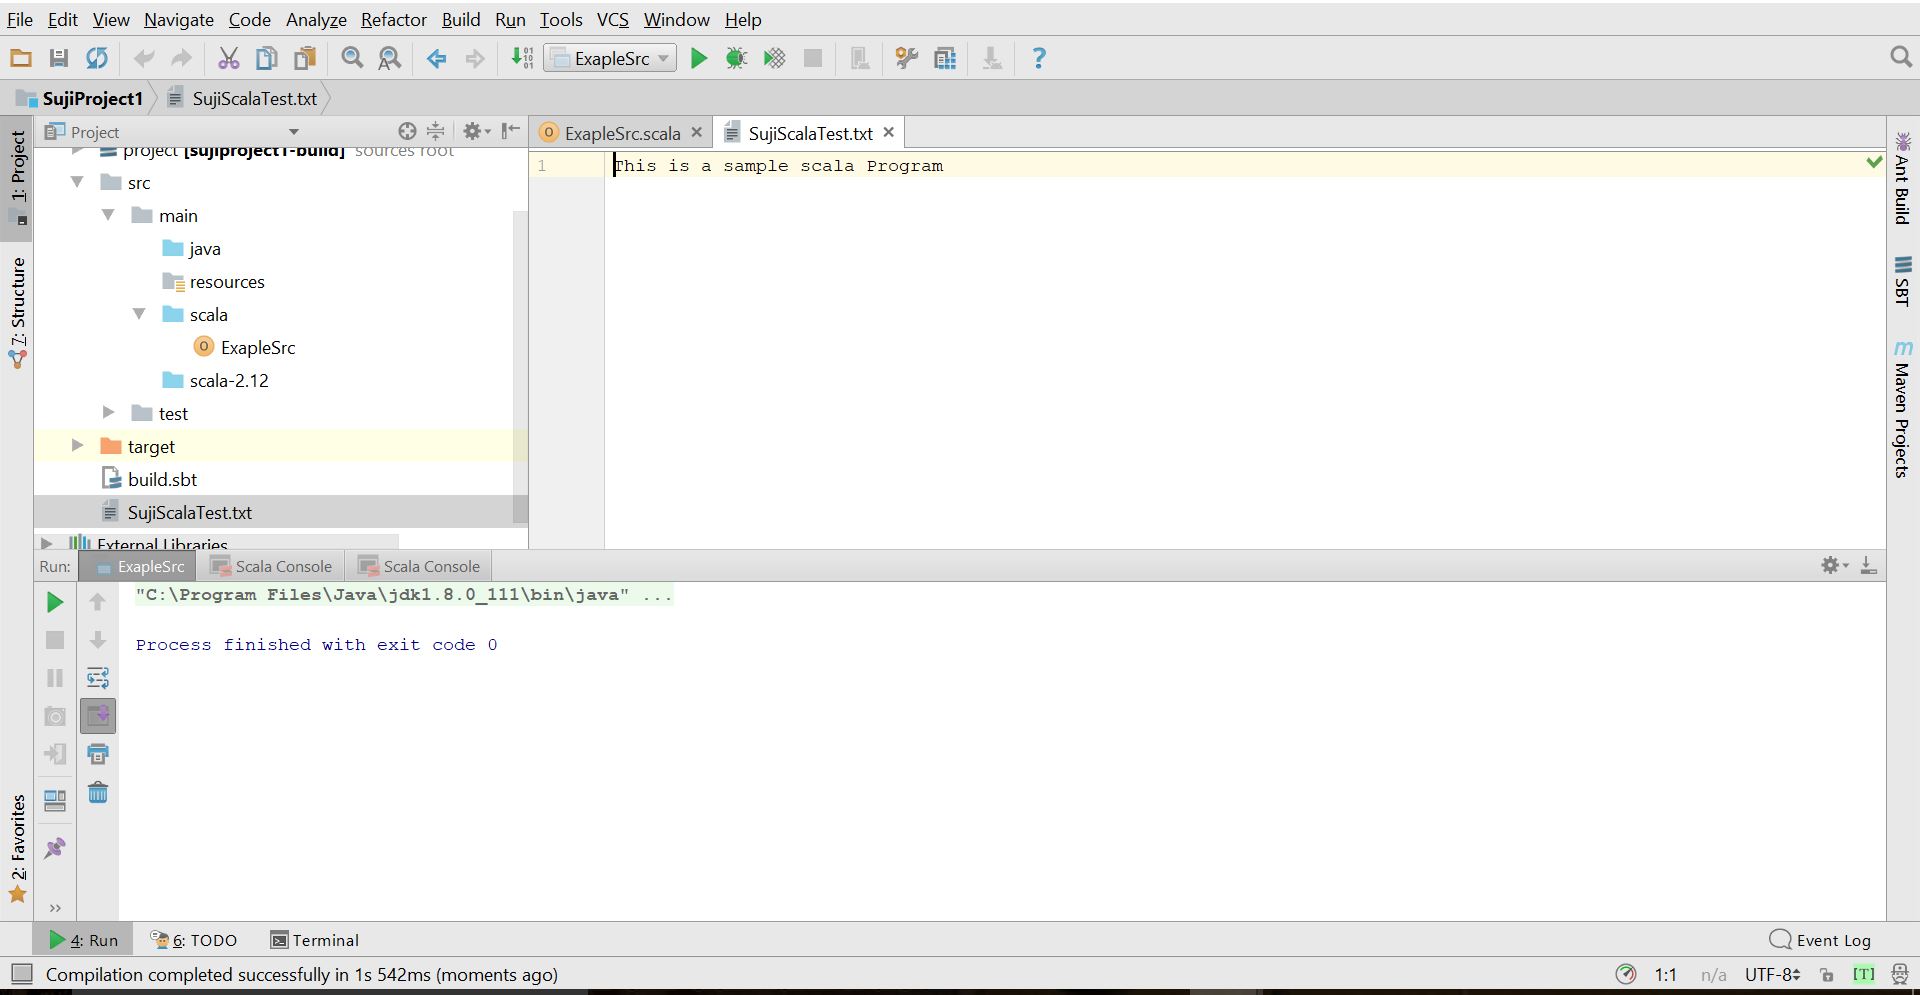 File Edit View Navigate Code Analyze Refactor Build Run Tools VCS Window Help
ExapleSrc
SujiProject1 SujiScalaTest.txt
1: Project
7: Structure
2: Favorites
Project
project [sujiproject1-build] sources root
src
main
java
resources
scala
ExapleSrc
scala-2.12
test
target
build.sbt
SujiScalaTest.txt
External Libraries
ExapleSrc.scala SujiScalaTest.txt
1 This is a sample scala Program
Ant Build
SBT
Maven Projects
Run: ExapleSrc Scala Console Scala Console
"C:\Program Files\Java\jdk1.8.0_111\bin\java" ...
Process finished with exit code 0
4: Run 6: TODO Terminal Event Log
Compilation completed successfully in 1s 542ms (moments ago) 1:1 n/a UTF-8 [T]